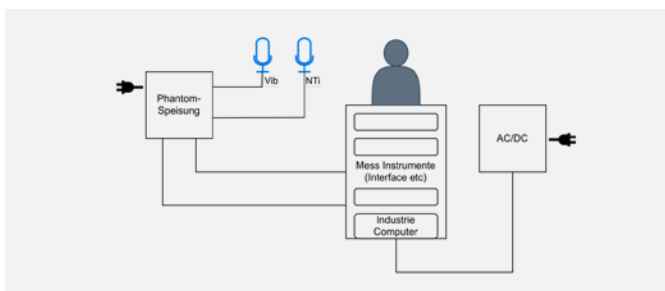 Vib
NTi
Phantom-
Speisung
AC/DC
Mess Instrumente
(Interface etc)
Industrie
Computer